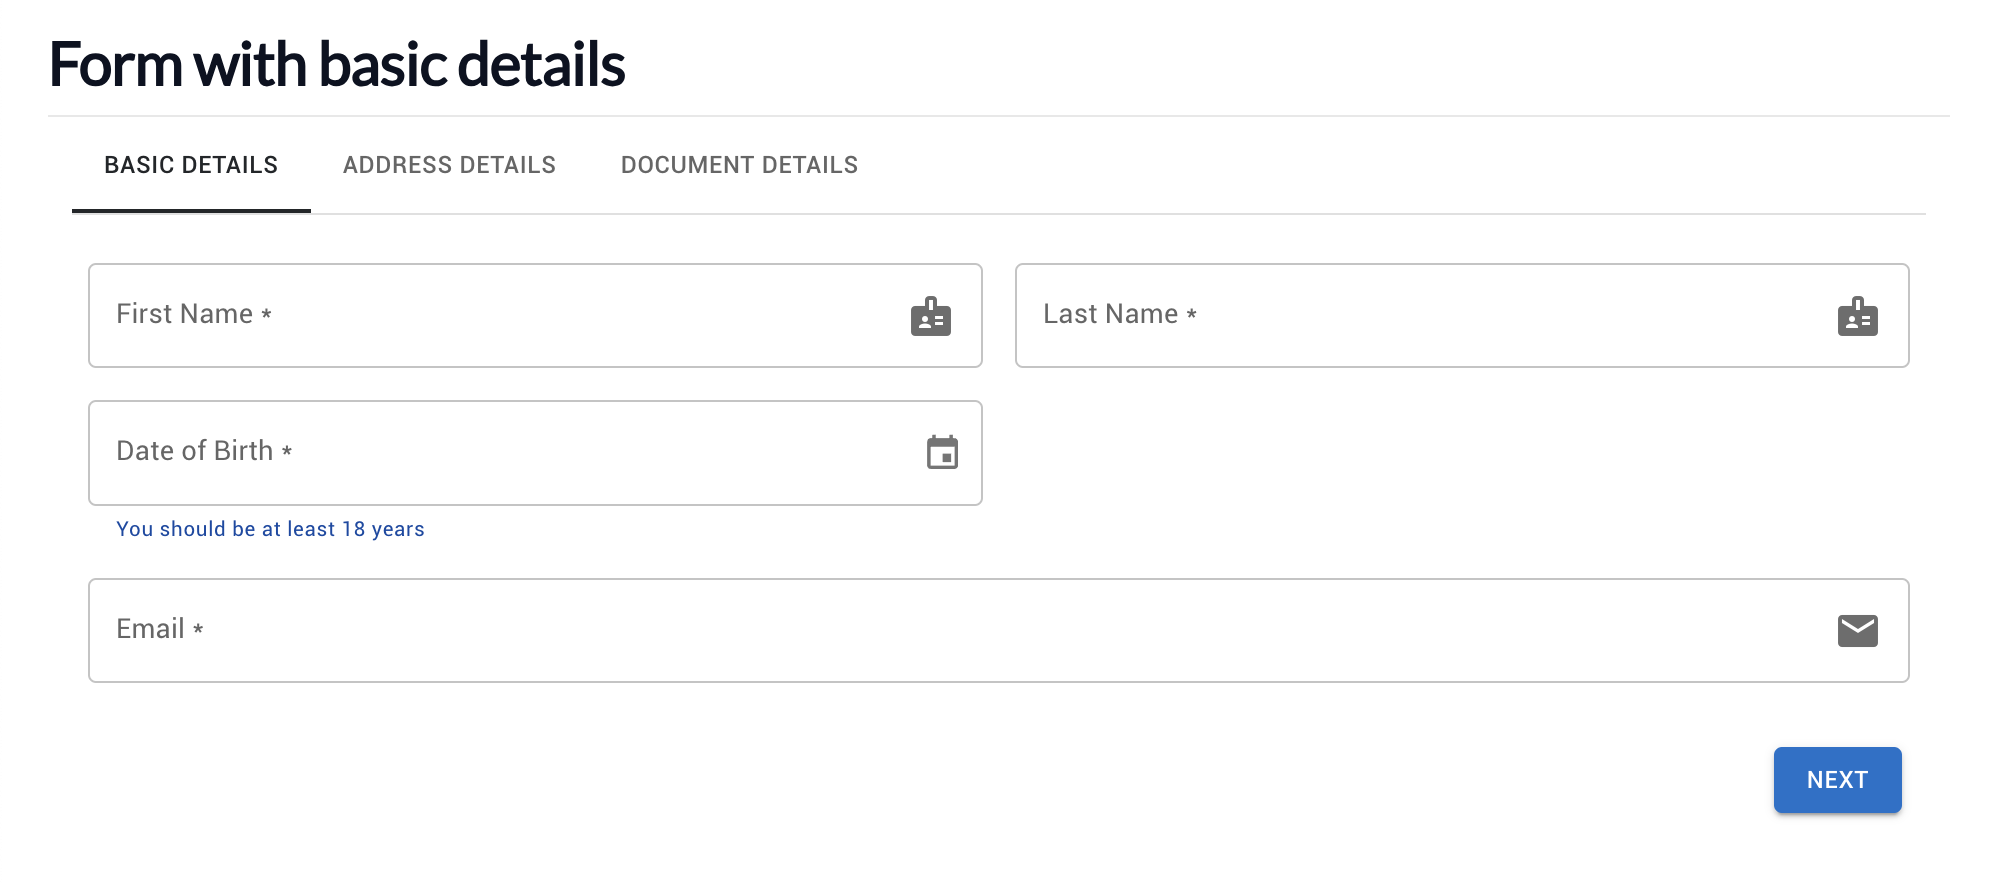 Form with basic details
BASIC DETAILS ADDRESS DETAILS DOCUMENT DETAILS
First Name * Last Name *
Date of Birth *
You should be at least 18 years
Email *
NEXT